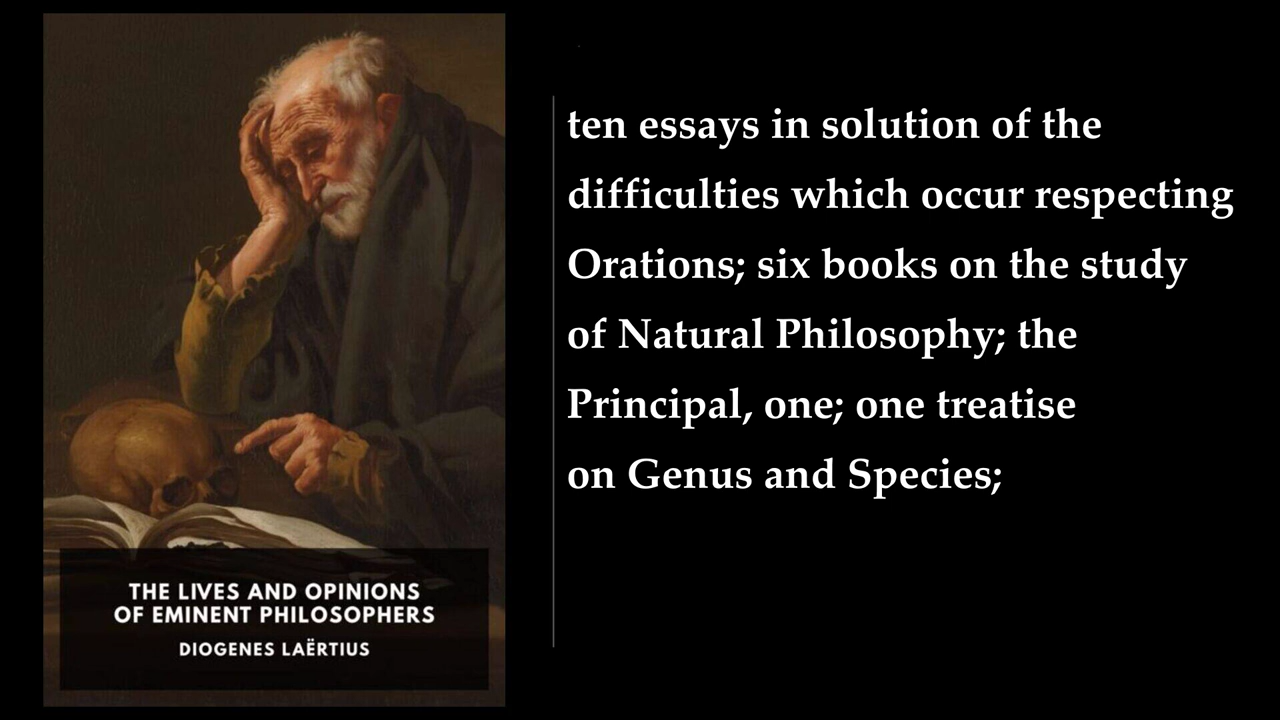 ten essays in solution of the
difficulties which occur respecting
Orations; six books on the study
of Natural Philosophy; the
Principal, one; one treatise
on Genus and Species;
THE LIVES AND OPINIONS
OF EMINENT PHILOSOPHERS
DIOGENES LAËRTIUS